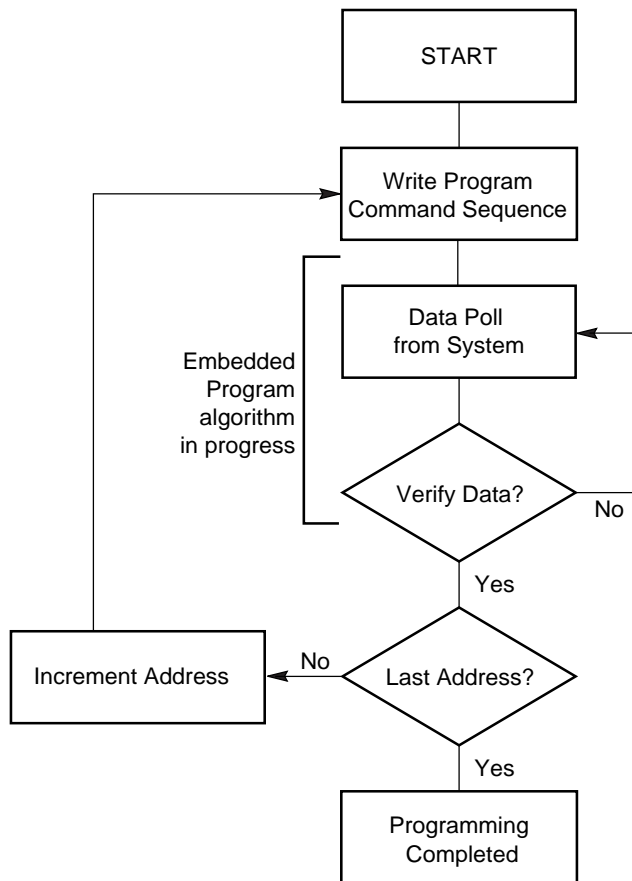 START
Write Program
Command Sequence
Data Poll
from System
Embedded
Program
algorithm
in progress
Verify Data?
No
Yes
Increment Address
No
Last Address?
Yes
Programming
Completed